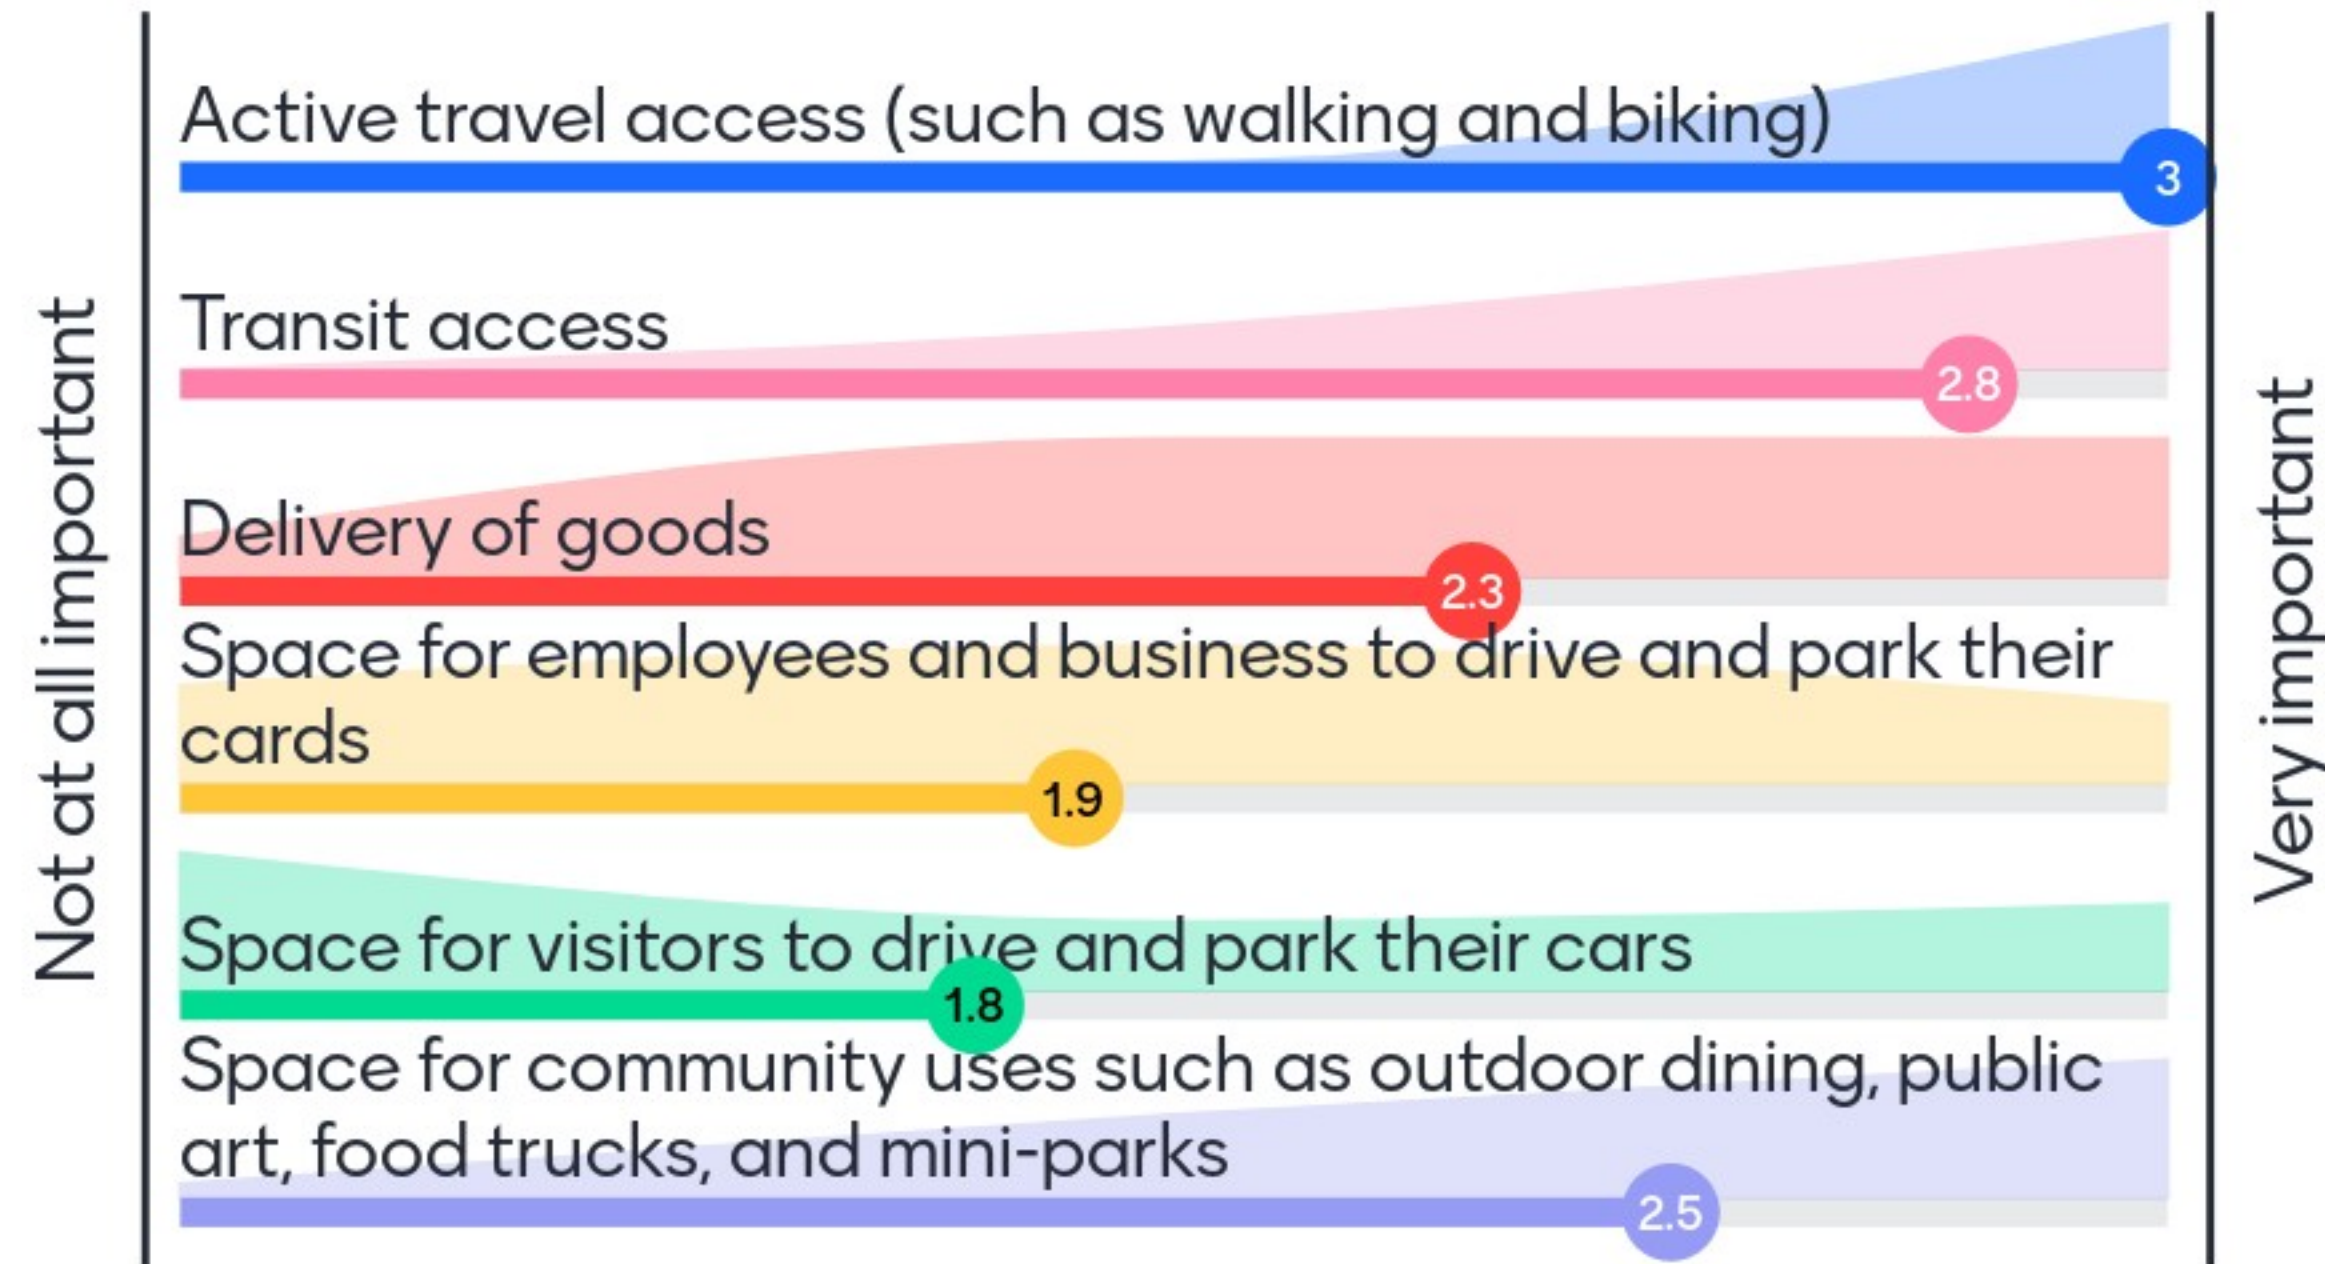 Not at all important
Active travel access (such as walking and biking)
3
Transit access
2.8
Delivery of goods
2.3
Space for employees and business to drive and park their
cards
1.9
Space for visitors to drive and park their cars
1.8
Space for community uses such as outdoor dining, public
art, food trucks, and mini-parks
2.5
Very important